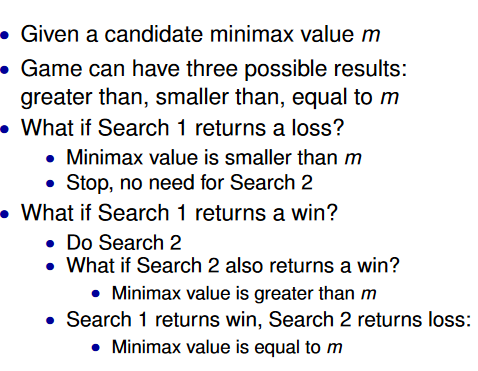 Given a candidate minimax value m
Game can have three possible results:
greater than, smaller than, equal to m
What if Search 1 returns a loss?
Minimax value is smaller than m
Stop, no need for Search 2
What if Search 1 returns a win?
Do Search 2
What if Search 2 also returns a win?
Minimax value is greater than m
Search 1 returns win, Search 2 returns loss:
Minimax value is equal to m